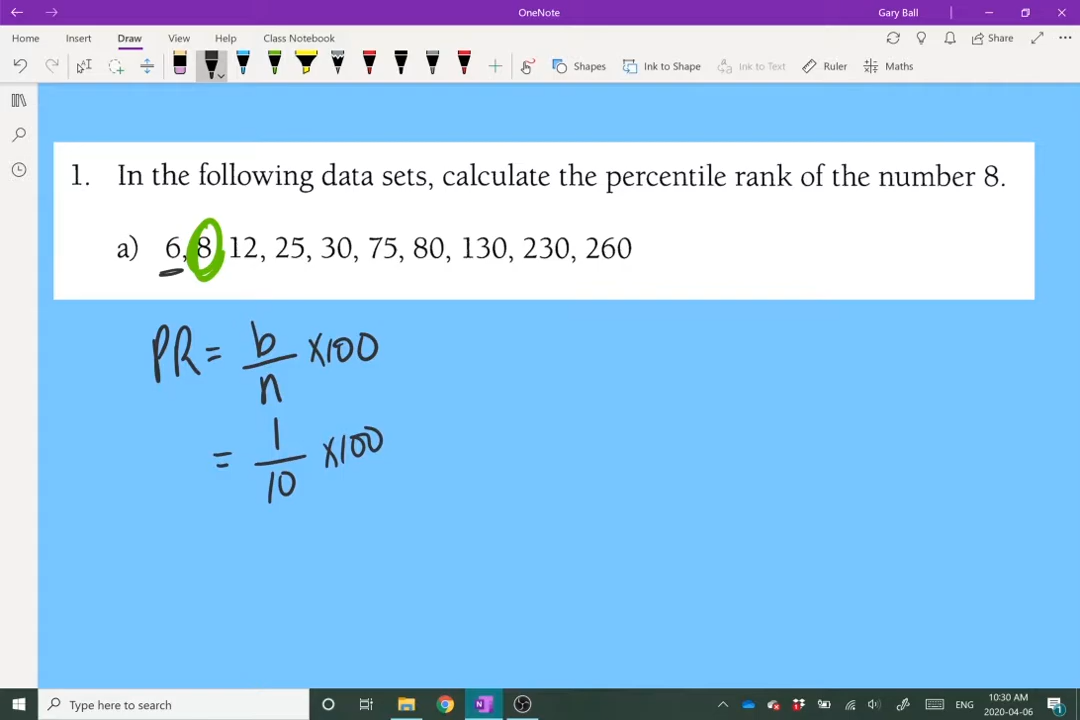 OneNote
Gary Ball
Home Insert Draw View Help Class Notebook
Share
Shapes Ink to Shape Ink to Text Ruler Maths
1. In the following data sets, calculate the percentile rank of the number 8.
a) 6, 8, 12, 25, 30, 75, 80, 130, 230, 260
PR = b/n x100
= 1/10 x100
Type here to search
ENG
10:30 AM
2020-04-06
1